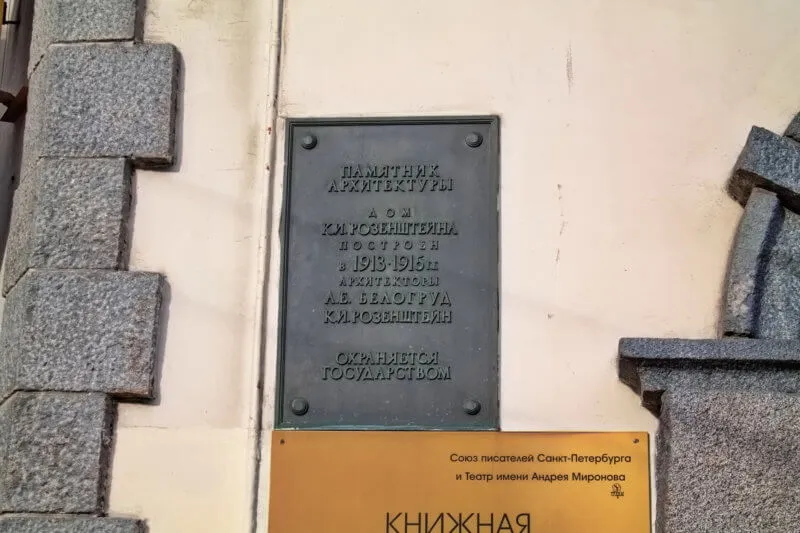 ПАМЯТНИК
АРХИТЕКТУРЫ
ДОМ
К.И. РОЗЕНШТЕЙНА
ПОСТРОЕН
в 1913-1915 гг.
АРХИТЕКТОРЫ
А.Е. БЕЛОГРУД
К.И. РОЗЕНШТЕЙН
ОХРАНЯЕТСЯ
ГОСУДАРСТВОМ
Союз писателей Санкт-Петербурга
и Театр имени Андрея Миронова
КНИЖНАЯ